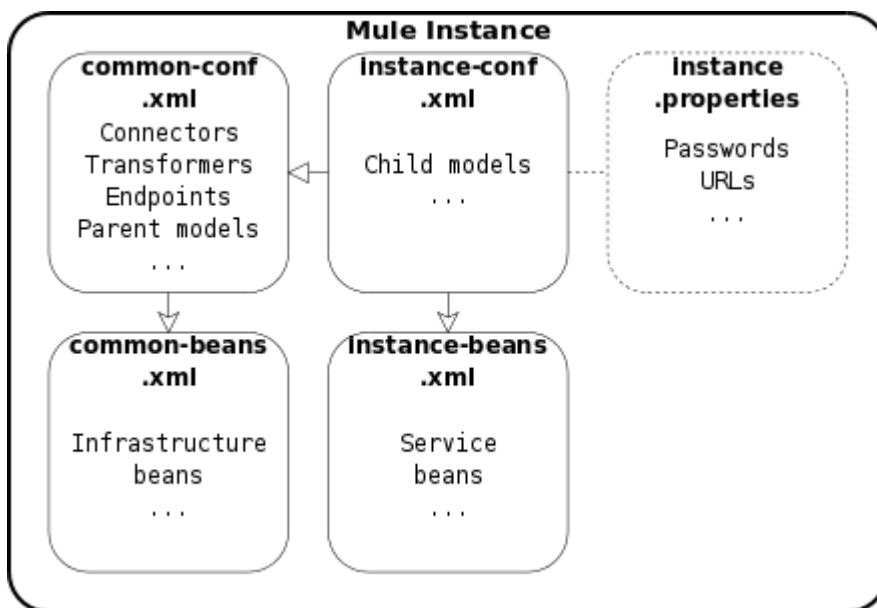 Mule Instance
common-conf
.xml
Connectors
Transformers
Endpoints
Parent models
...
instance-conf
.xml
Child models
...
instance
.properties
Passwords
URLs
...
common-beans
.xml
Infrastructure
beans
...
instance-beans
.xml
Service
beans
...